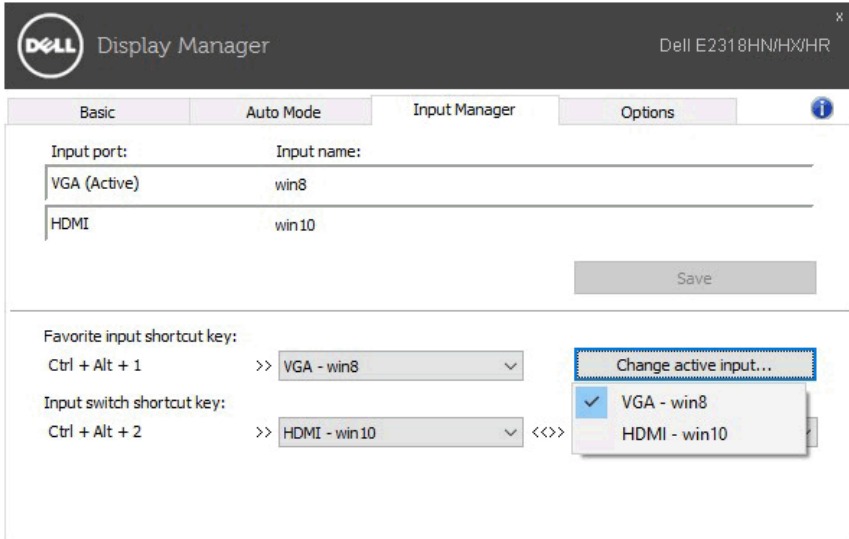 x
DELL Display Manager Dell E2318HN/HX/HR
Basic Auto Mode Input Manager Options i
Input port: Input name:
VGA (Active) win8
HDMI win10
Save
Favorite input shortcut key:
Ctrl + Alt + 1 >> VGA - win8 Change active input...
VGA - win8
Input switch shortcut key:
Ctrl + Alt + 2 >> HDMI - win10 <<>> HDMI - win10